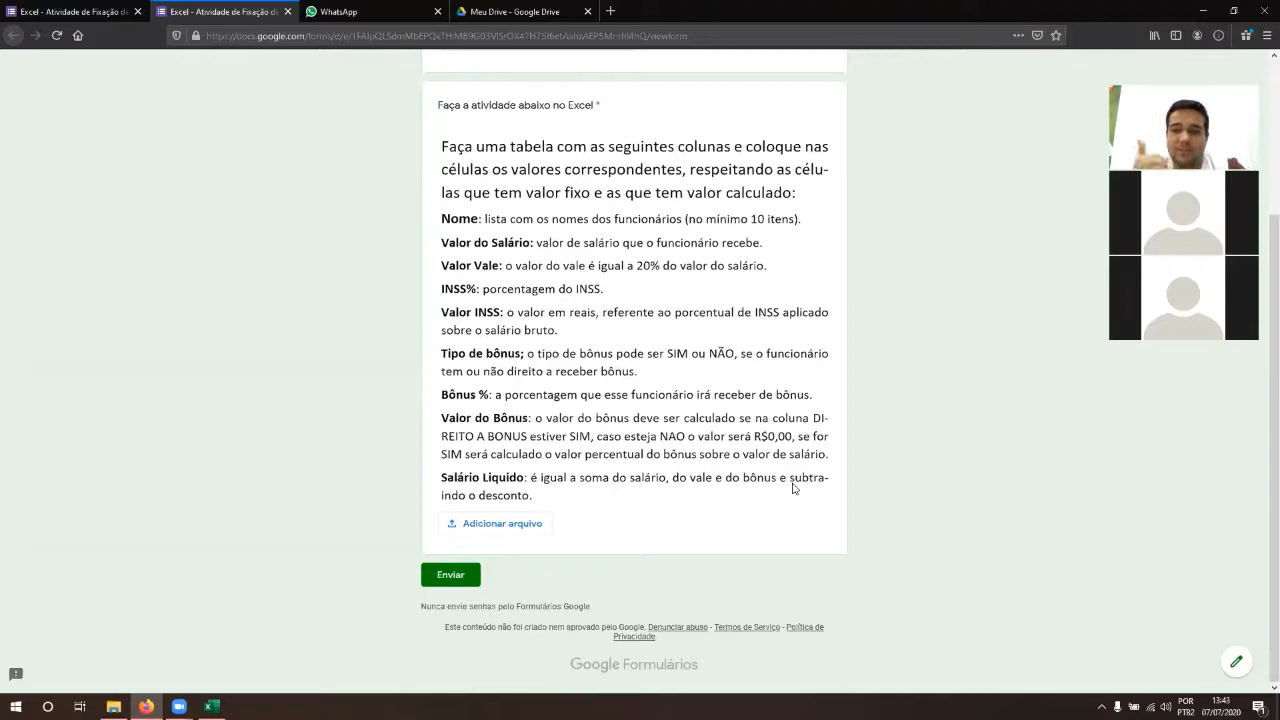 Excel - Atividade de Fixação de
Excel - Atividade de Fixação da
WhatsApp
Meu Drive - Google Drive
Faça a atividade abaixo no Excel *
Faça uma tabela com as seguintes colunas e coloque nas
células os valores correspondentes, respeitando as célu-
las que tem valor fixo e as que tem valor calculado:
Nome: lista com os nomes dos funcionários (no mínimo 10 itens).
Valor do Salário: valor de salário que o funcionário recebe.
Valor Vale: o valor do vale é igual a 20% do valor do salário.
INSS%: porcentagem do INSS.
Valor INSS: o valor em reais, referente ao porcentual de INSS aplicado
sobre o salário bruto.
Tipo de bônus; o tipo de bônus pode ser SIM ou NÃO, se o funcionário
tem ou não direito a receber bônus.
Bônus %: a porcentagem que esse funcionário irá receber de bônus.
Valor do Bônus: o valor do bônus deve ser calculado se na coluna DI-
REITO A BONUS estiver SIM, caso esteja NAO o valor será R$0,00, se for
SIM será calculado o valor percentual do bônus sobre o valor de salário.
Salário Liquido: é igual a soma do salário, do vale e do bônus e subtra-
indo o desconto.
Adicionar arquivo
Enviar
Nunca envie senhas pelo Formulários Google
Este conteúdo não foi criado nem aprovado pelo Google. Denunciar abuso - Termos de Serviço - Política de
Privacidade
Google Formulários
POR
PTB2
13:43
07/07/2020